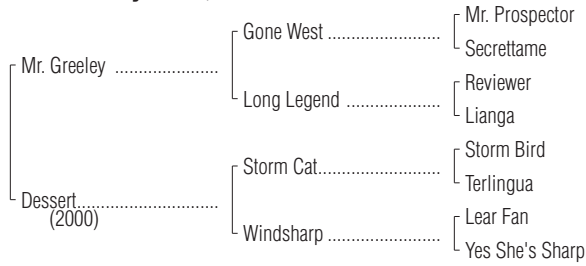 Mr. Prospector
Gone West ......................
Secrettame
Mr. Greeley ......................
Reviewer
Long Legend ....................
Lianga
Storm Bird
Storm Cat.........................
Terlingua
Dessert..............................
(2000)
Lear Fan
Windsharp .......................
Yes She's Sharp